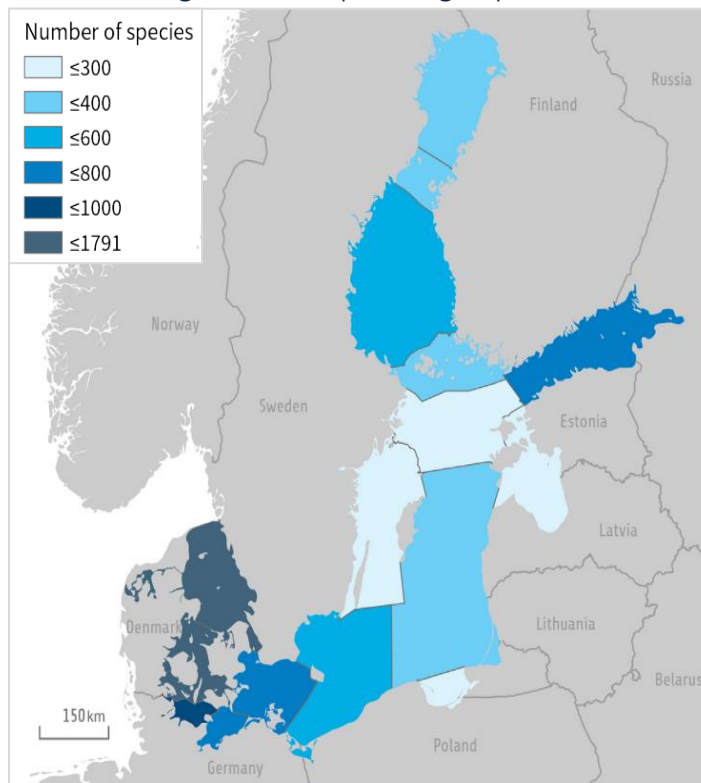 Number of species
≤300
≤400
≤600
≤800
≤1000
≤1791
Russia
Finland
Norway
Sweden
Estonia
Latvia
Denmark
Lithuania
Belarus
150km
Poland
Germany